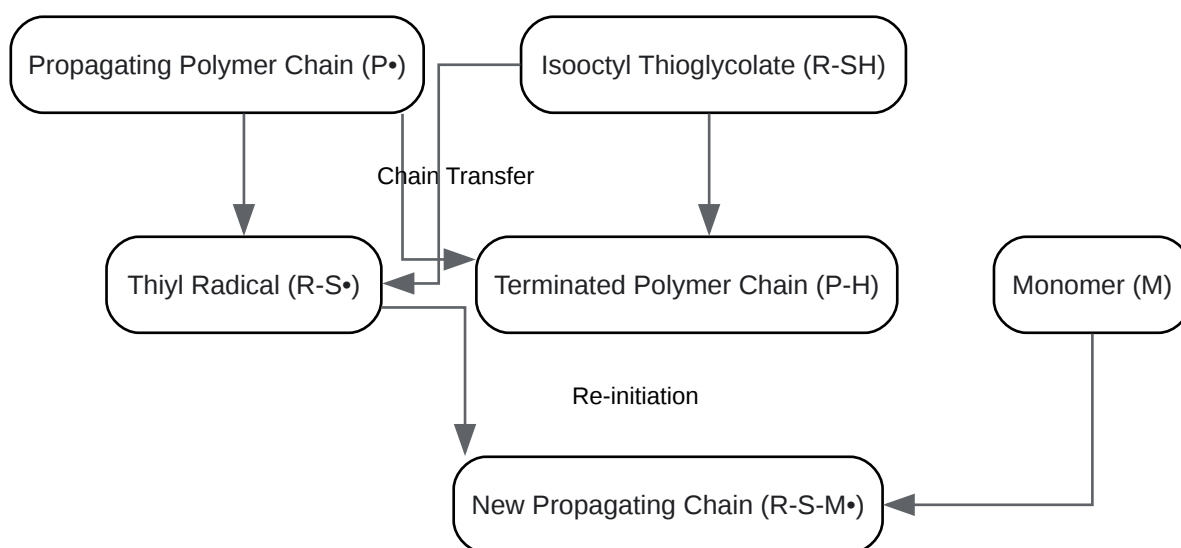 Propagating Polymer Chain (P•)
Isooctyl Thioglycolate (R-SH)
Chain Transfer
Thiyl Radical (R-S•)
Terminated Polymer Chain (P-H)
Monomer (M)
Re-initiation
New Propagating Chain (R-S-M•)